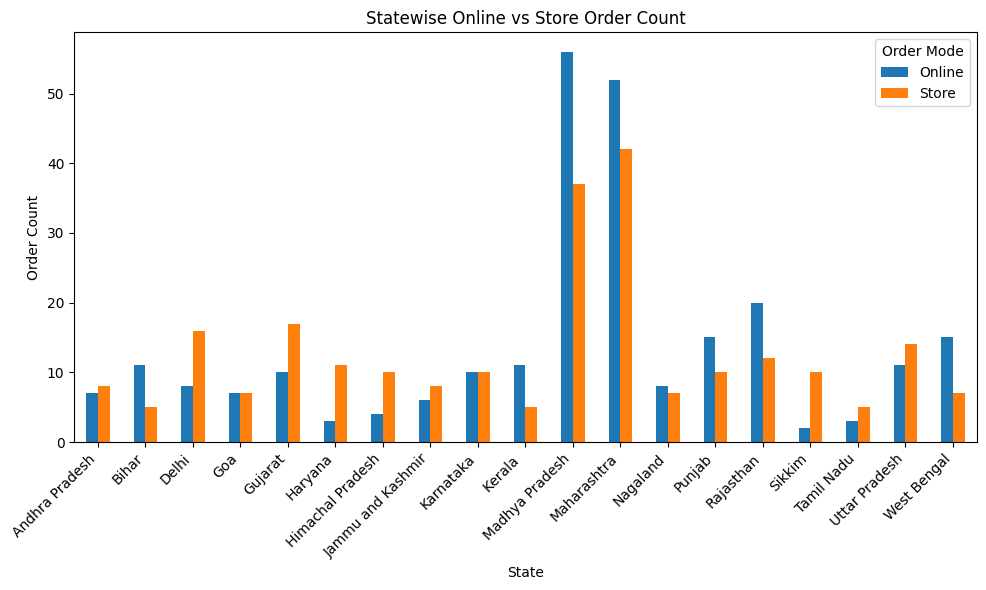 Statewise Online vs Store Order Count
Order Mode
Online
Store
Order Count
50
40
30
20
10
0
Andhra Pradesh
Bihar
Delhi
Goa
Gujarat
Haryana
Himachal Pradesh
Jammu and Kashmir
Karnataka
Kerala
Madhya Pradesh
Maharashtra
Nagaland
Punjab
Rajasthan
Sikkim
Tamil Nadu
Uttar Pradesh
West Bengal
State